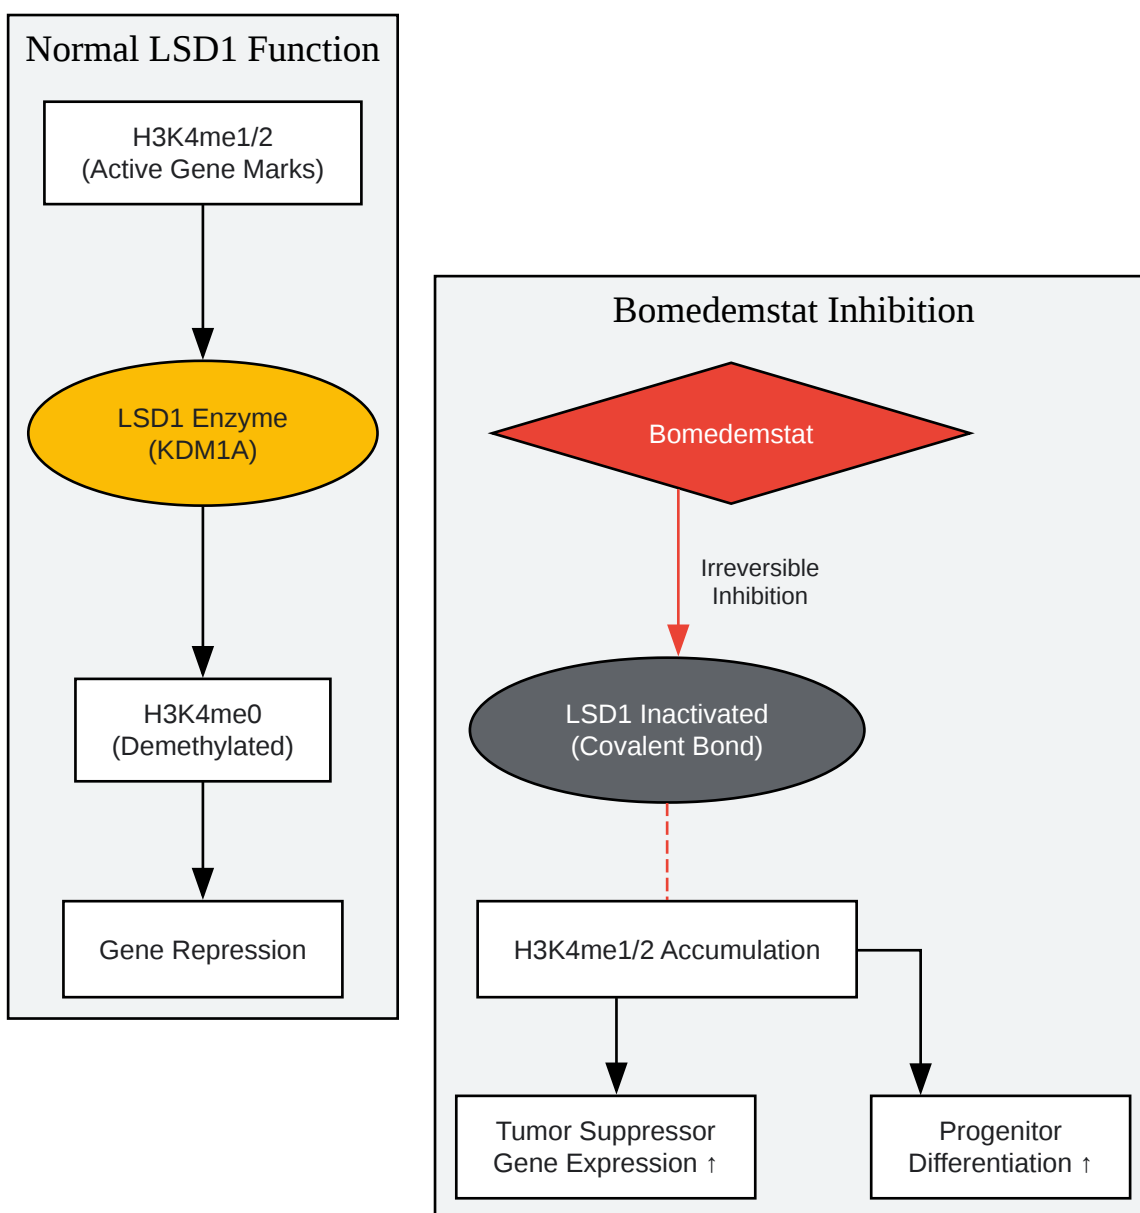 Normal LSD1 Function
H3K4me1/2
(Active Gene Marks)
LSD1 Enzyme
(KDM1A)
H3K4me0
(Demethylated)
Gene Repression
Bomedemstat Inhibition
Bomedemstat
Irreversible
Inhibition
LSD1 Inactivated
(Covalent Bond)
H3K4me1/2 Accumulation
Tumor Suppressor
Gene Expression ↑
Progenitor
Differentiation ↑